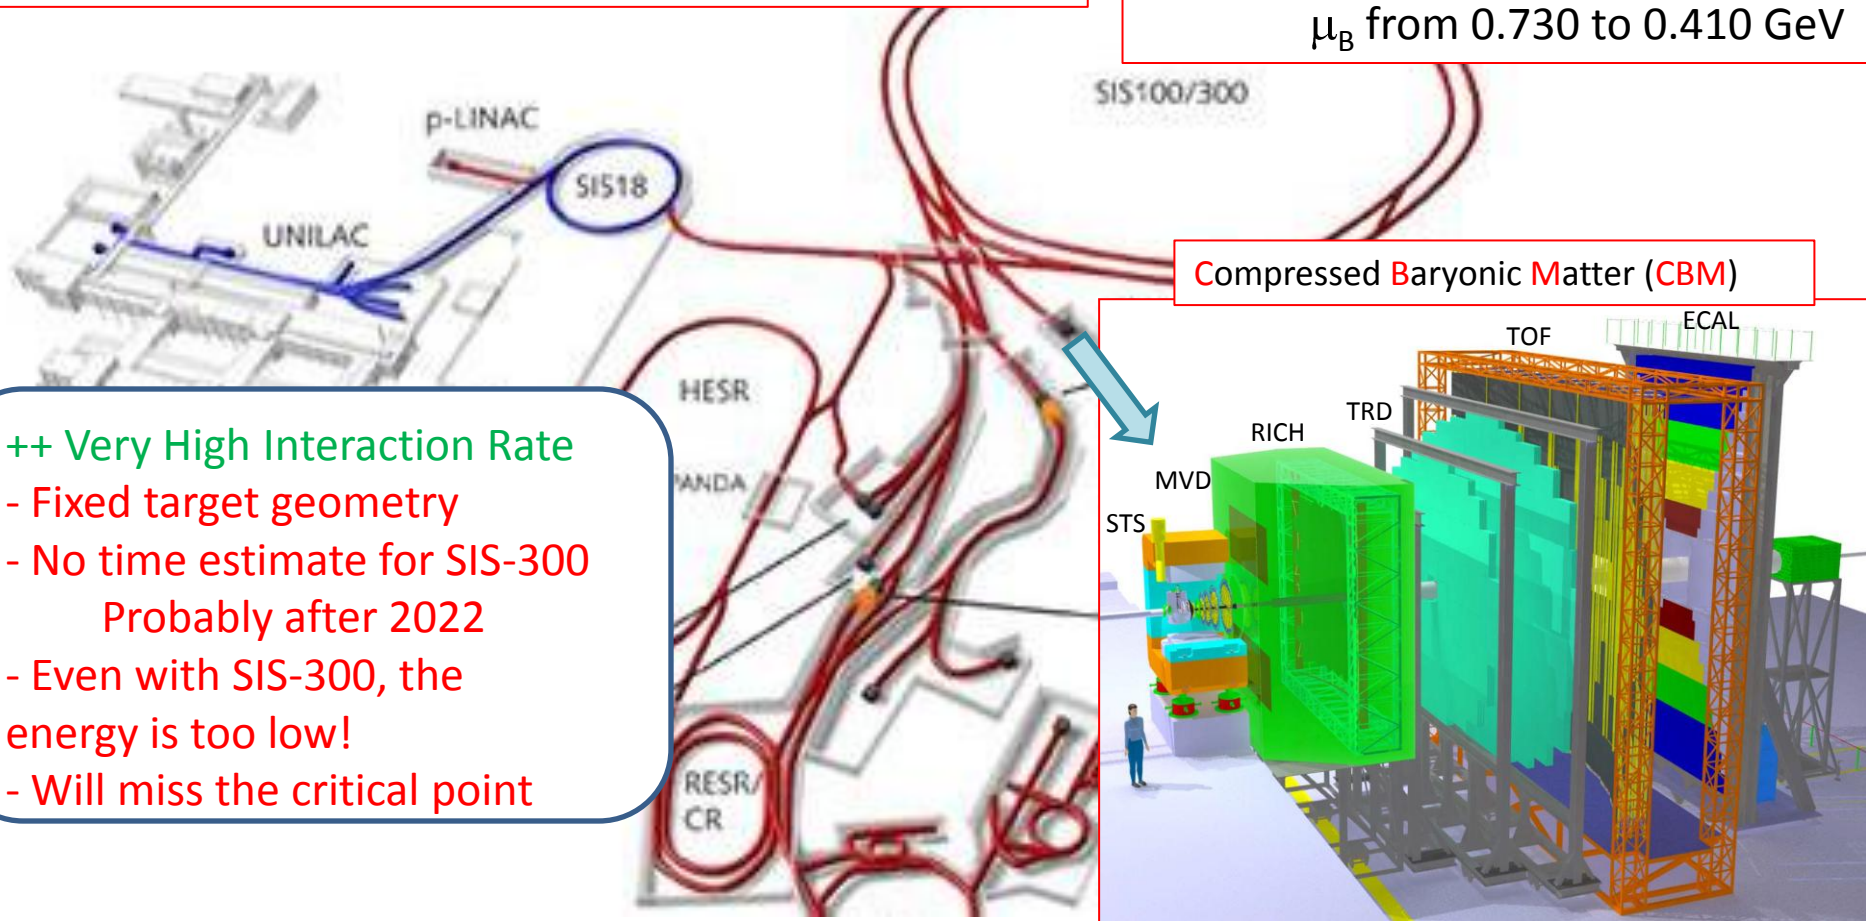 μB from 0.730 to 0.410 GeV
SIS100/300
p-LINAC
SIS18
UNILAC
Compressed Baryonic Matter (CBM)
ECAL
TOF
HESR
TRD
RICH
MVD
PANDA
STS
++ Very High Interaction Rate
- Fixed target geometry
- No time estimate for SIS-300
Probably after 2022
- Even with SIS-300, the
energy is too low!
- Will miss the critical point
RESR/
CR